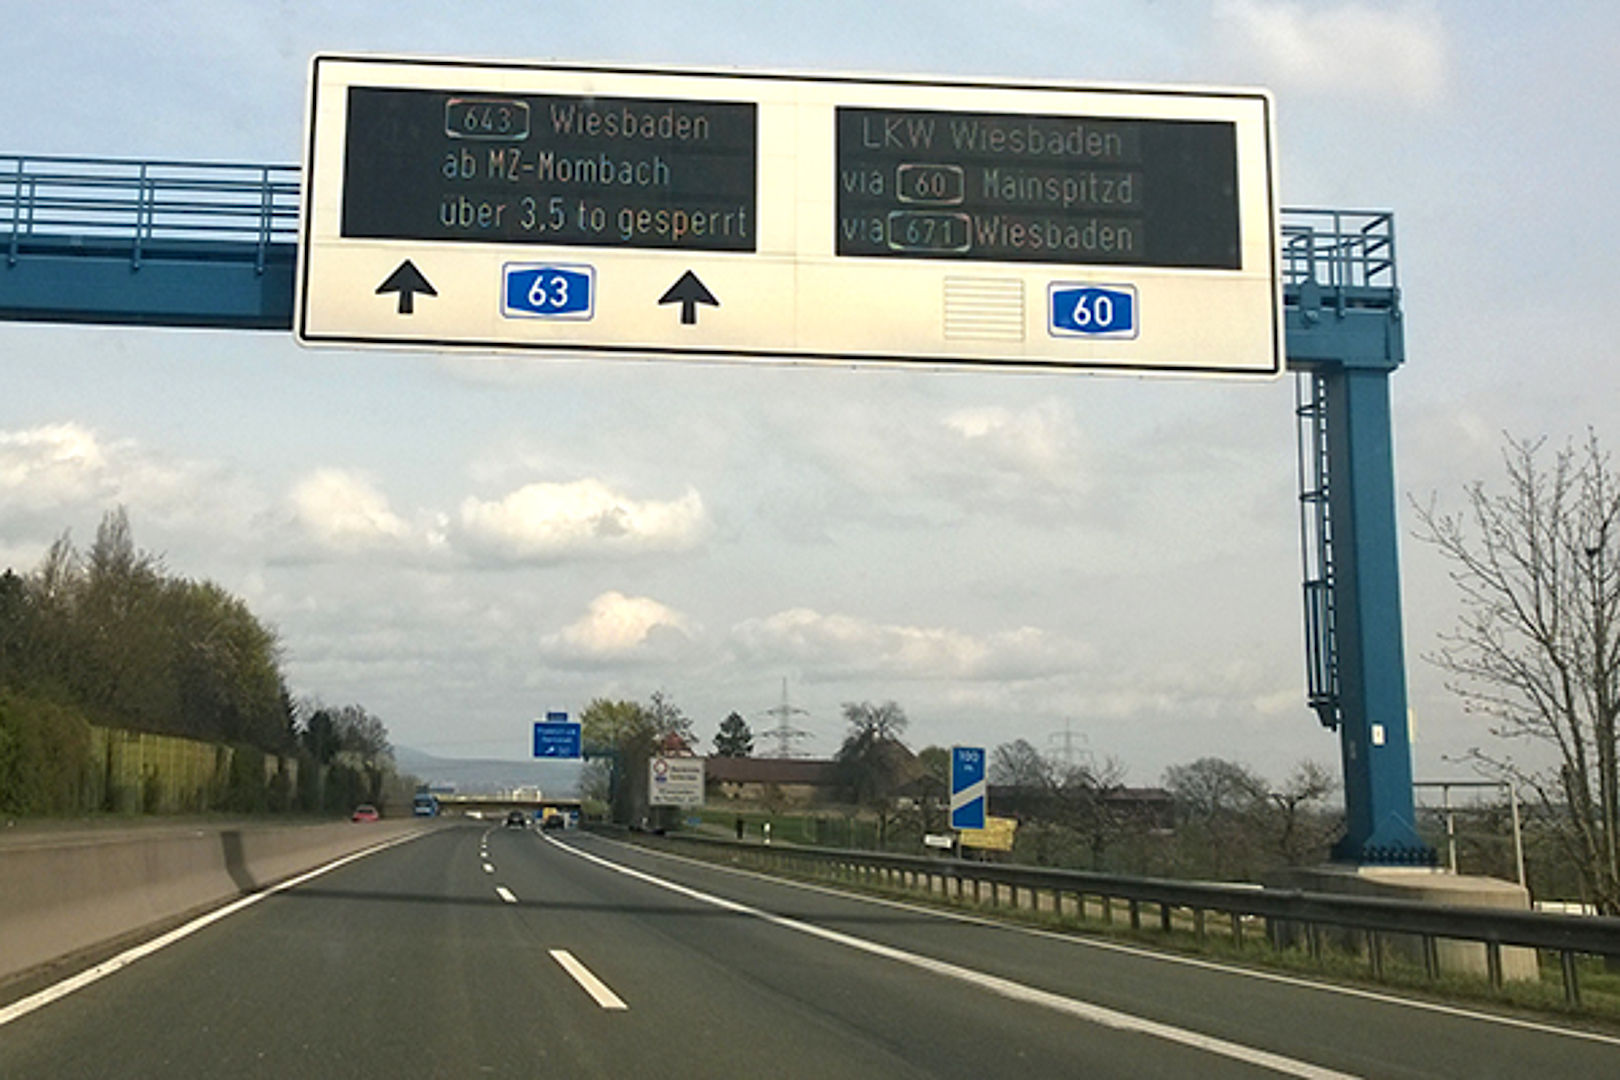 643 Wiesbaden
ab MZ-Mombach
über 3,5 to gesperrt
63
LKW Wiesbaden
via 60 Mainspitzd
via 671 Wiesbaden
60
100
m